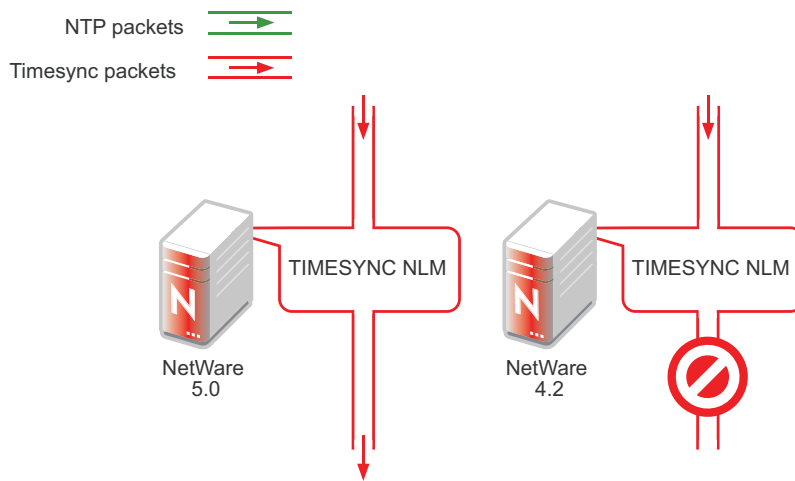 NTP packets
Timesync packets
TIMESYNC NLM
N
NetWare
5.0
TIMESYNC NLM
N
NetWare
4.2